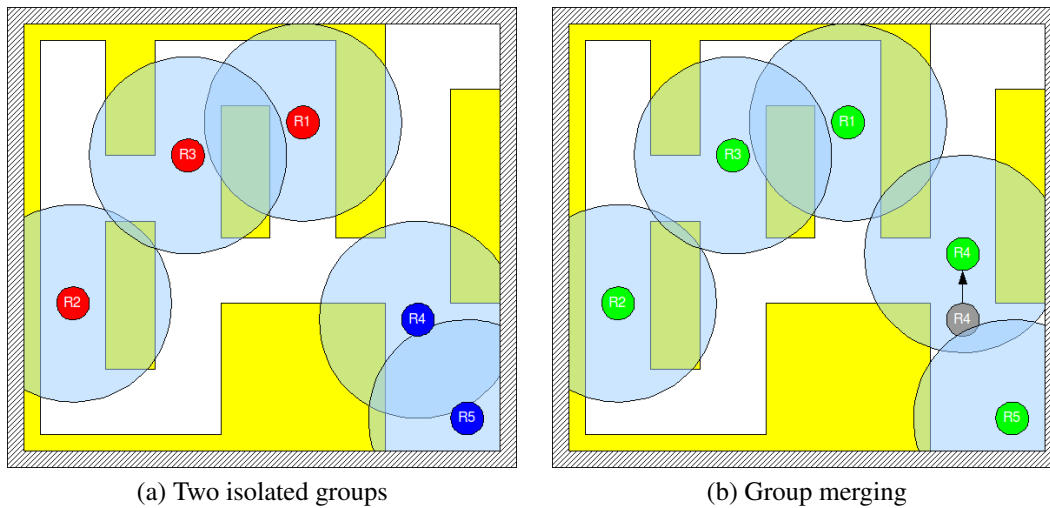 R1
R3
R2
R4
R5
(a) Two isolated groups
R1
R3
R4
R2
R4
R5
(b) Group merging